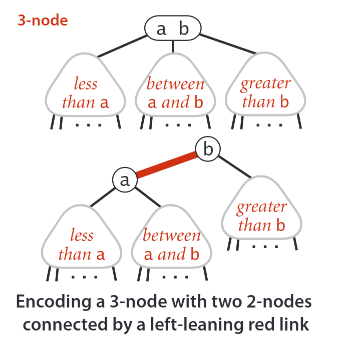 3-node
a b
less
than a
between
a and b
greater
than b
. . .
. . .
. . .
b
a
less
than a
between
a and b
greater
than b
. . .
. . .
. . .
Encoding a 3-node with two 2-nodes
connected by a left-leaning red link